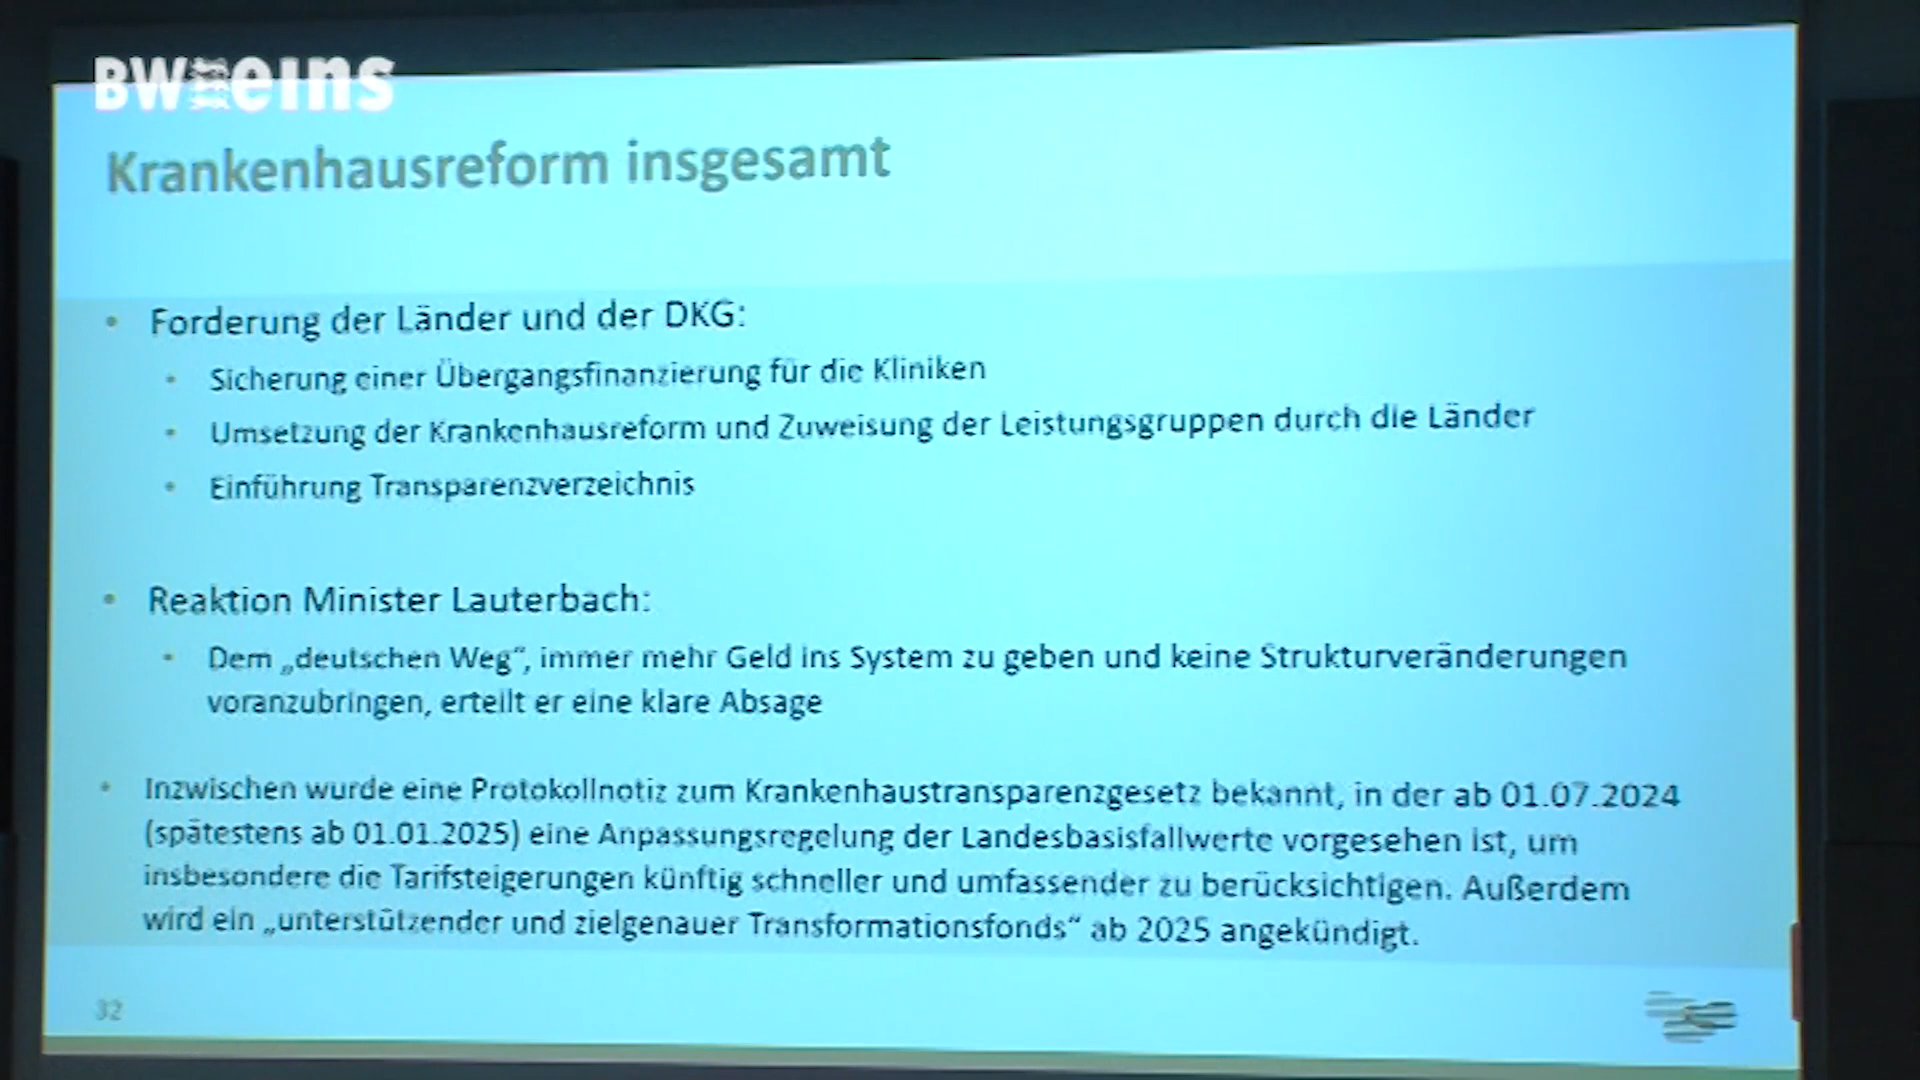 BW eins
Krankenhausreform insgesamt
• Forderung der Länder und der DKG:
• Sicherung einer Übergangsfinanzierung für die Kliniken
• Umsetzung der Krankenhausreform und Zuweisung der Leistungsgruppen durch die Länder
• Einführung Transparenzverzeichnis
• Reaktion Minister Lauterbach:
• Dem „deutschen Weg“, immer mehr Geld ins System zu geben und keine Strukturveränderungen
voranzubringen, erteilt er eine klare Absage
• Inzwischen wurde eine Protokollnotiz zum Krankenhaustransparenzgesetz bekannt, in der ab 01.07.2024
(spätestens ab 01.01.2025) eine Anpassungsregelung der Landesbasisfallwerte vorgesehen ist, um
insbesondere die Tarifsteigerungen künftig schneller und umfassender zu berücksichtigen. Außerdem
wird ein „unterstützender und zielgenauer Transformationsfonds“ ab 2025 angekündigt.
32